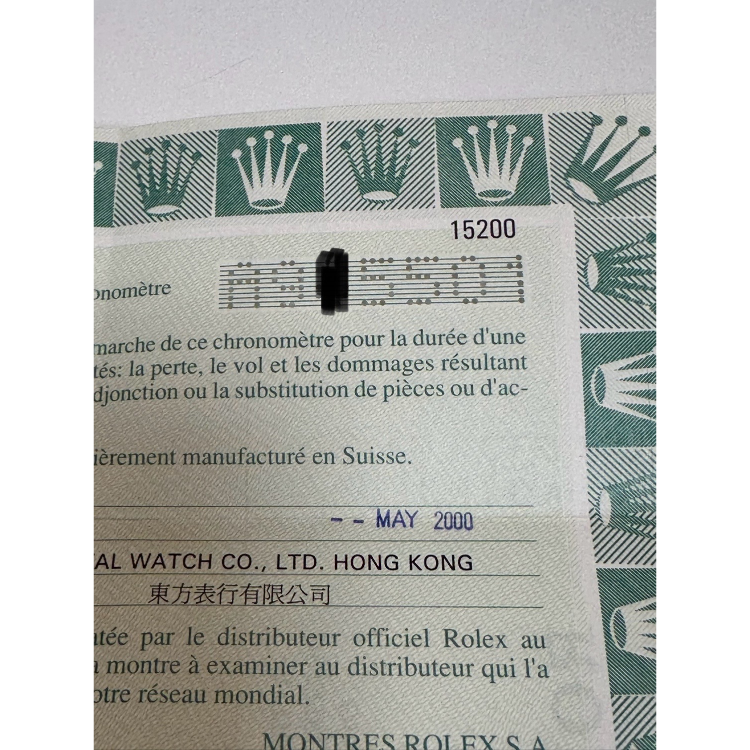 15200
onomètre
marche de ce chronomètre pour la durée d'une
tés: la perte, le vol et les dommages résultant
djonction ou la substitution de pièces ou d'ac-
ièrement manufacturé en Suisse.
-- MAY 2000
AL WATCH CO., LTD. HONG KONG
東方表行有限公司
tée par le distributeur officiel Rolex au
montre à examiner au distributeur qui l'a
otre réseau mondial.
MONTRES ROLEX S.A.